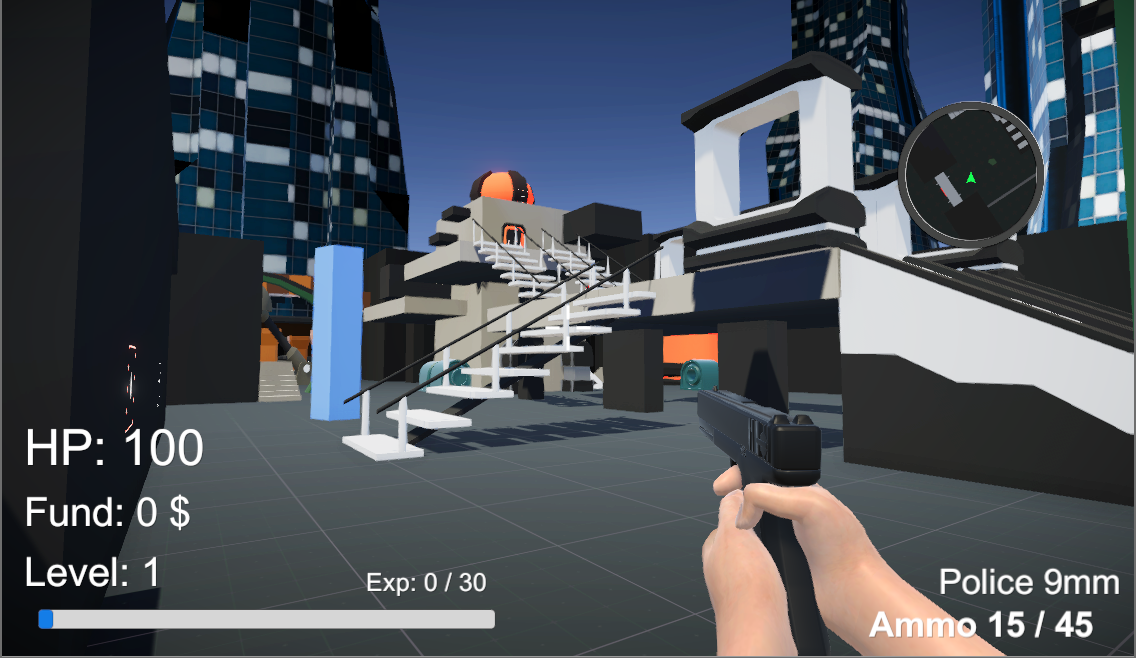 HP: 100
Fund: 0 $
Level: 1
Exp: 0 / 30
Police 9mm
Ammo 15 / 45